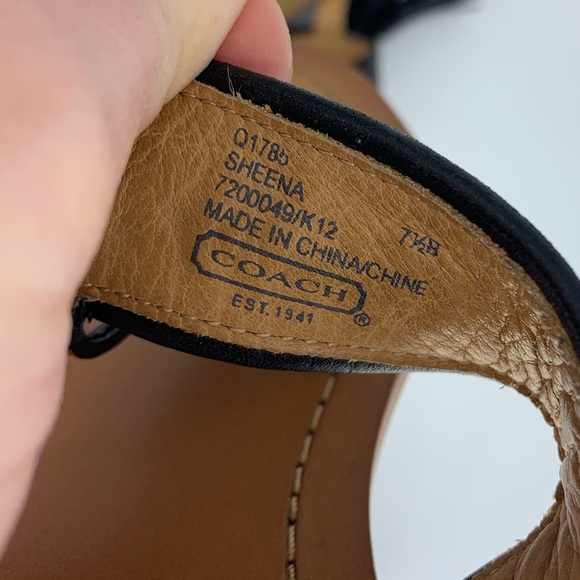 Q1785
SHEENA
7200049/K12 7½B
MADE IN CHINA/CHINE
COACH®
EST.1941